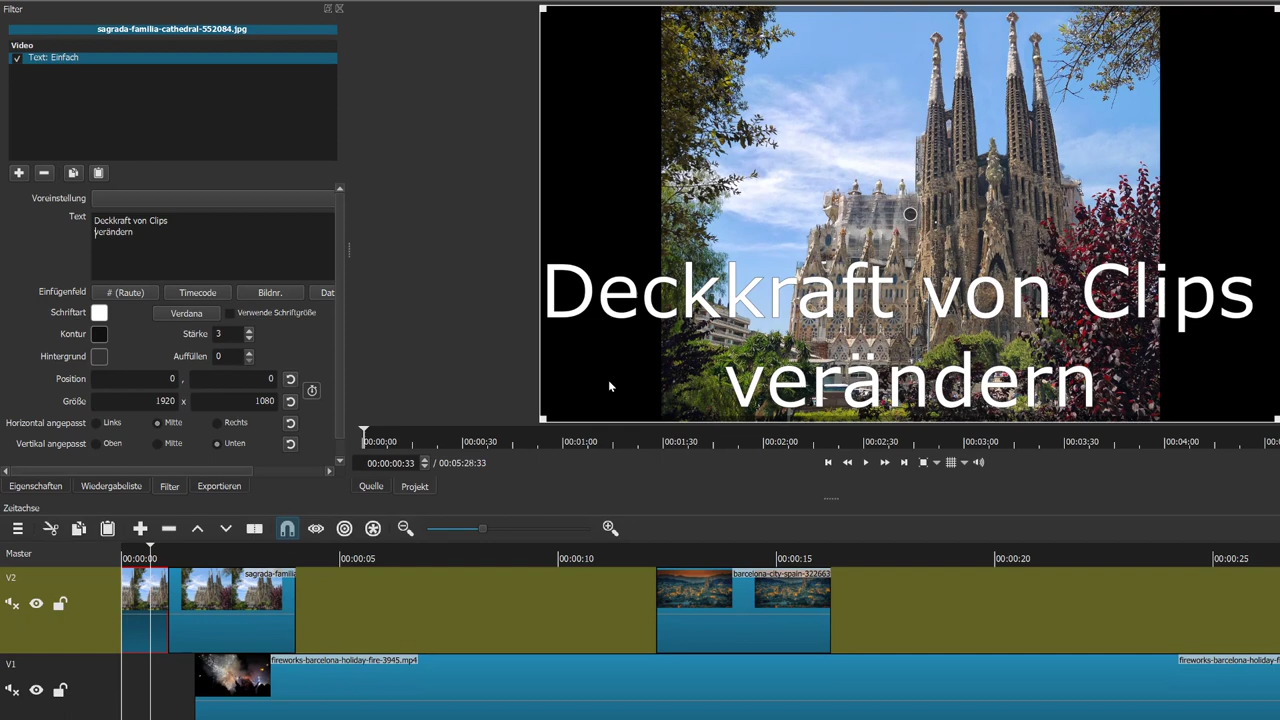 Filter
sagrada-familia-cathedral-552084.jpg
Video
Text: Einfach
Voreinstellung
Text
Deckkraft von Clips
verändern
Einfügenfeld # (Raute) Timecode Bildnr. Dat
Schriftart Verdana Verwende Schriftgröße
Kontur Stärke 3
Hintergrund Auffüllen 0
Position 0 , 0
Größe 1920 x 1080
Horizontal angepasst Links Mitte Rechts
Vertikal angepasst Oben Mitte Unten
Eigenschaften Wiedergabeliste Filter Exportieren
Deckkraft von Clips
verändern
00:00:00 00:00:30 00:01:00 00:01:30 00:02:00 00:02:30 00:03:00 00:03:30 00:04:00 00:0
00:00:00:33 / 00:05:28:33
Quelle Projekt
Zeitachse
Master 00:00:00 00:00:05 00:00:10 00:00:15 00:00:20 00:00:25
V2 sagrada-famili barcelona-city-spain-322663
V1 fireworks-barcelona-holiday-fire-3945.mp4 fireworks-barcelona-holiday-f